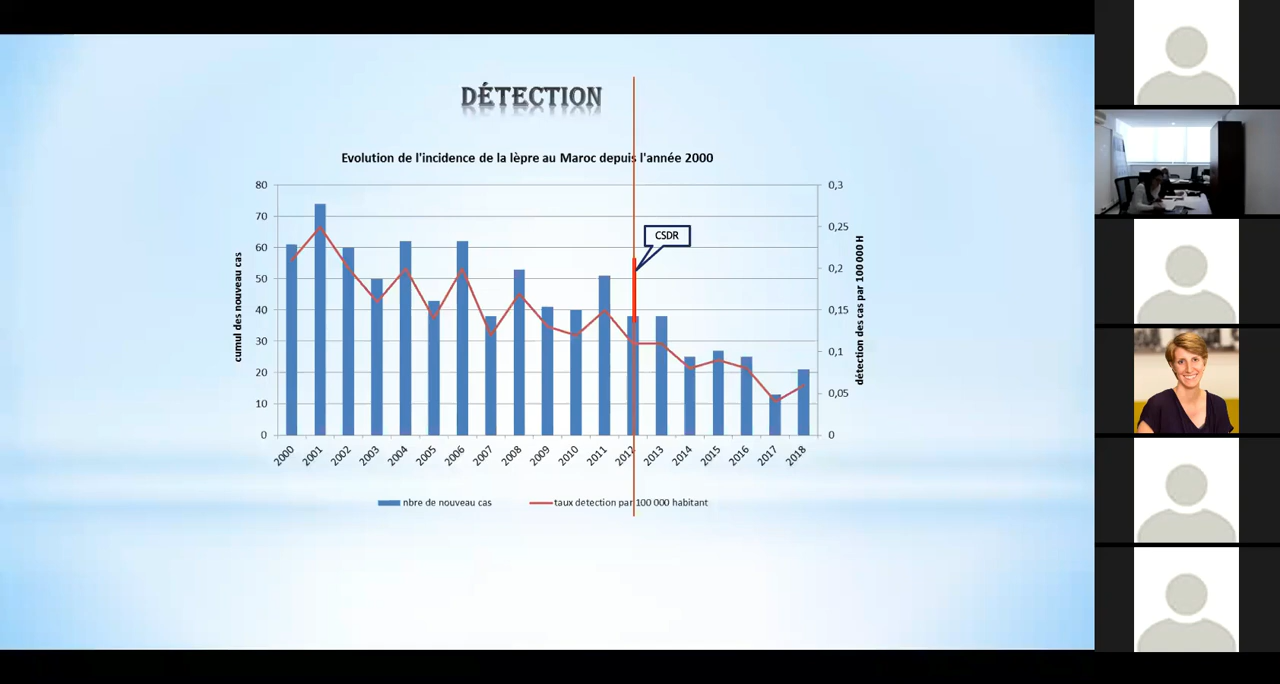 DÉTECTION
Evolution de l'incidence de la lèpre au Maroc depuis l'année 2000
80
70
60
50
40
30
20
10
0
cumul des nouveau cas
0,3
0,25
0,2
0,15
0,1
0,05
0
détection des cas par 100 000 H
CSDR
2000 2001 2002 2003 2004 2005 2006 2007 2008 2009 2010 2011 2012 2013 2014 2015 2016 2017 2018
nbre de nouveau cas
taux detection par 100 000 habitant